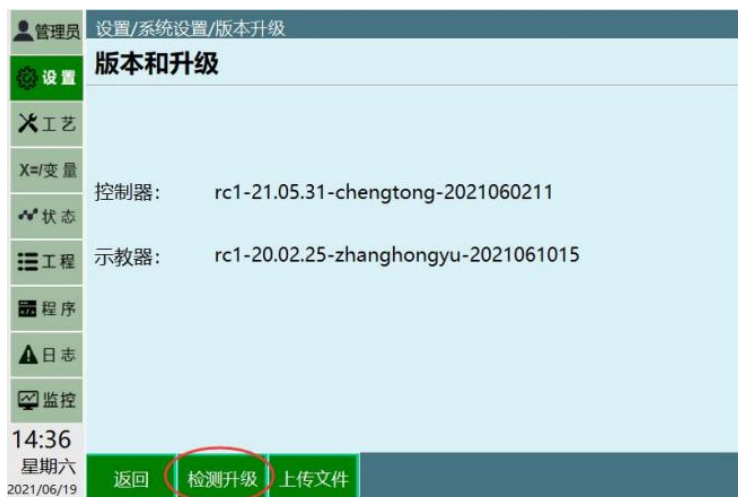 管理员
设置/系统设置/版本升级
版本和升级
设置
工艺
X=/变量
状态
工程
程序
日志
监控
控制器： rc1-21.05.31-chengtong-2021060211
示教器： rc1-20.02.25-zhanghongyu-2021061015
14:36
星期六
2021/06/19
返回 检测升级 上传文件